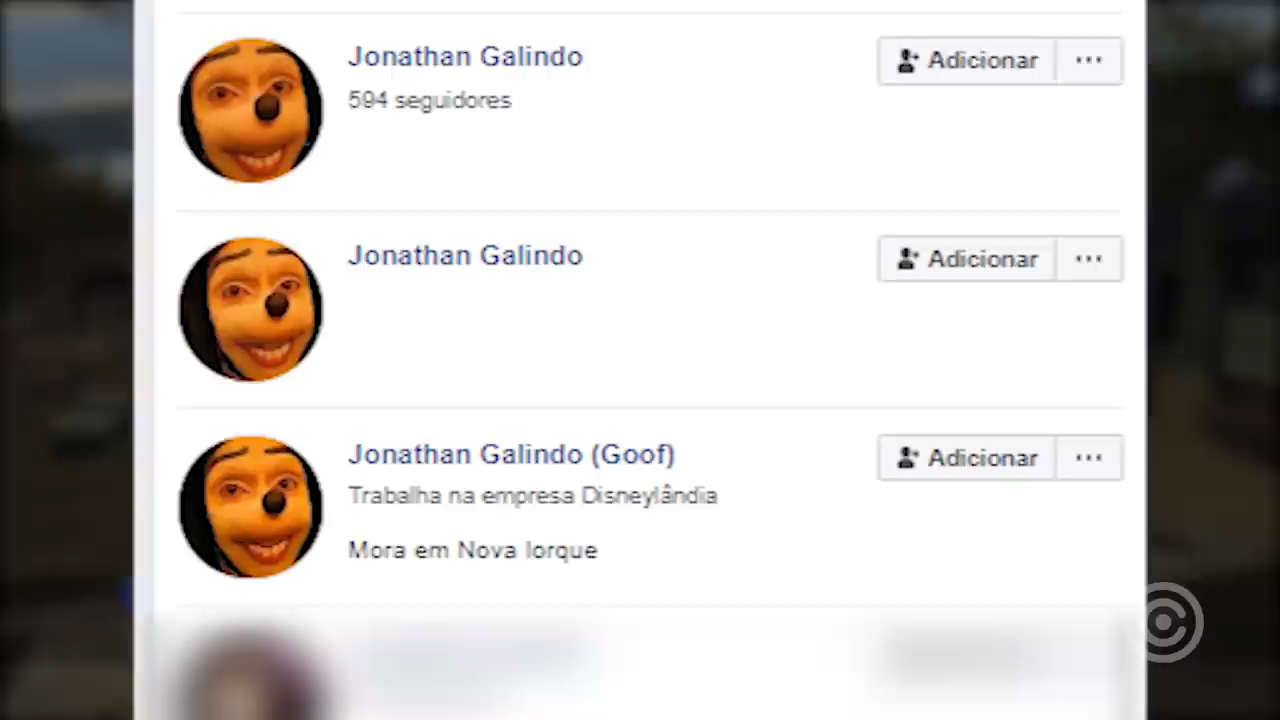 Jonathan Galindo
Adicionar
594 seguidores
Jonathan Galindo
Adicionar
Jonathan Galindo (Goof)
Adicionar
Trabalha na empresa Disneylândia
Mora em Nova Iorque